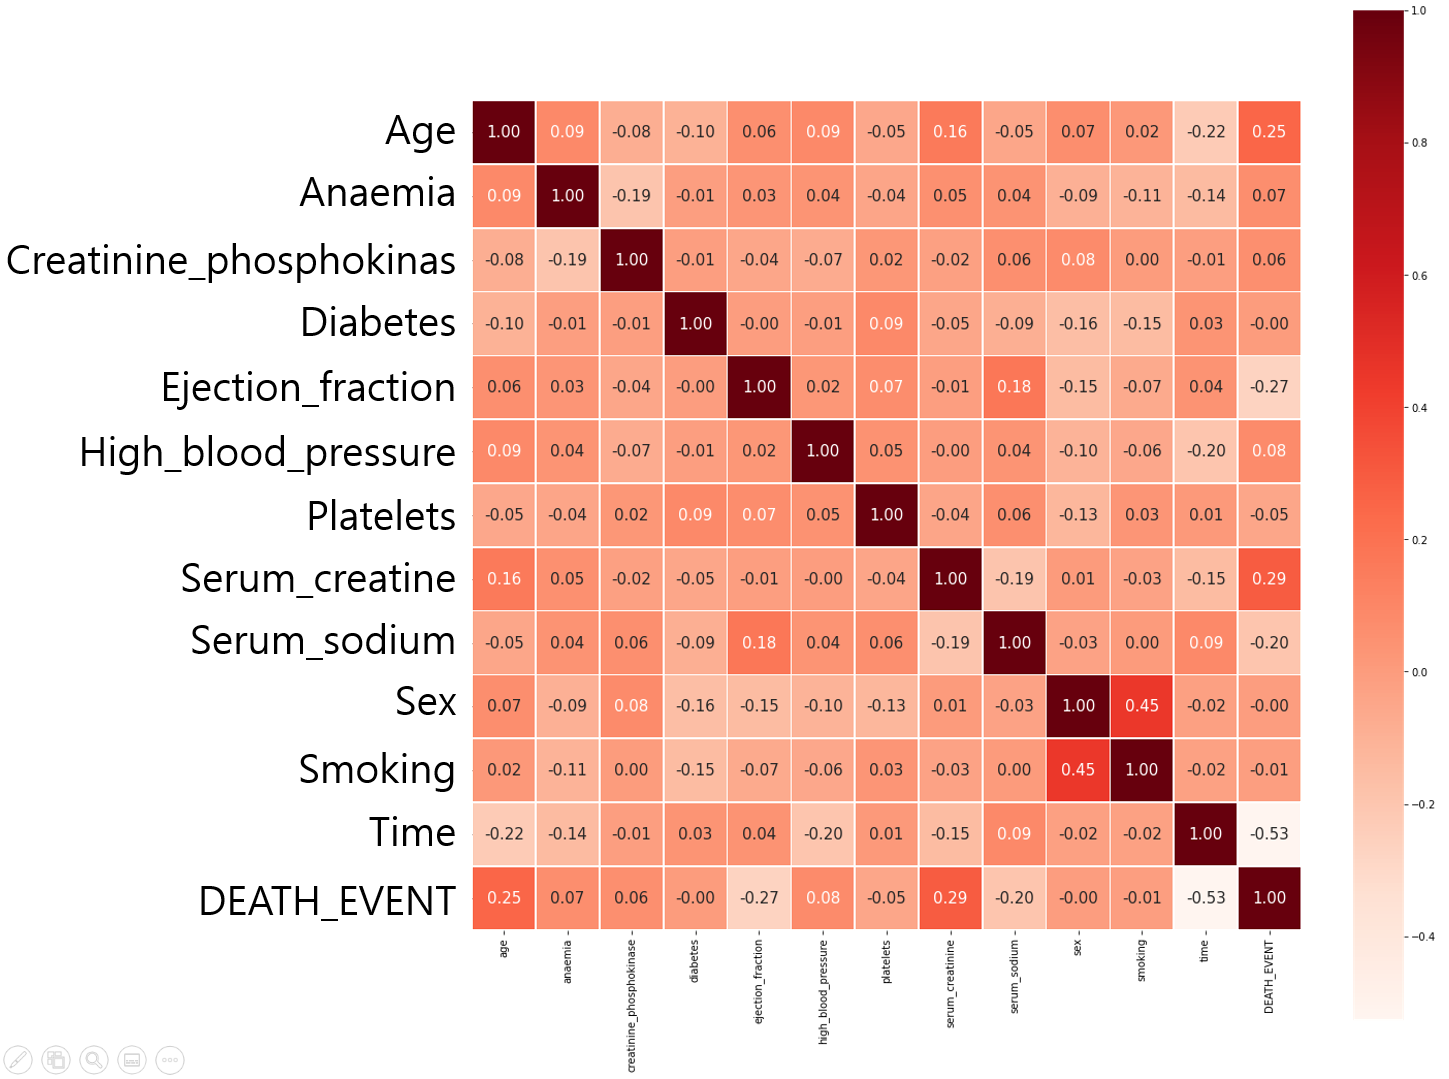 1.0
Age 1.00 0.09 -0.08 -0.10 0.06 0.09 -0.05 0.16 -0.05 0.07 0.02 -0.22 0.25
0.8
Anaemia 0.09 1.00 -0.19 -0.01 0.03 0.04 -0.04 0.05 0.04 -0.09 -0.11 -0.14 0.07
Creatinine_phosphokinas -0.08 -0.19 1.00 -0.01 -0.04 -0.07 0.02 -0.02 0.06 0.08 0.00 -0.01 0.06
0.6
Diabetes -0.10 -0.01 -0.01 1.00 -0.00 -0.01 0.09 -0.05 -0.09 -0.16 -0.15 0.03 -0.00
Ejection_fraction 0.06 0.03 -0.04 -0.00 1.00 0.02 0.07 -0.01 0.18 -0.15 -0.07 0.04 -0.27
0.4
High_blood_pressure 0.09 0.04 -0.07 -0.01 0.02 1.00 0.05 -0.00 0.04 -0.10 -0.06 -0.20 0.08
Platelets -0.05 -0.04 0.02 0.09 0.07 0.05 1.00 -0.04 0.06 -0.13 0.03 0.01 -0.05
0.2
Serum_creatine 0.16 0.05 -0.02 -0.05 -0.01 -0.00 -0.04 1.00 -0.19 0.01 -0.03 -0.15 0.29
Serum_sodium -0.05 0.04 0.06 -0.09 0.18 0.04 0.06 -0.19 1.00 -0.03 0.00 0.09 -0.20
0.0
Sex 0.07 -0.09 0.08 -0.16 -0.15 -0.10 -0.13 0.01 -0.03 1.00 0.45 -0.02 -0.00
Smoking 0.02 -0.11 0.00 -0.15 -0.07 -0.06 0.03 -0.03 0.00 0.45 1.00 -0.02 -0.01
-0.2
Time -0.22 -0.14 -0.01 0.03 0.04 -0.20 0.01 -0.15 0.09 -0.02 -0.02 1.00 -0.53
DEATH_EVENT 0.25 0.07 0.06 -0.00 -0.27 0.08 -0.05 0.29 -0.20 -0.00 -0.01 -0.53 1.00
-0.4
age
anaemia
creatinine_phosphokinase
diabetes
ejection_fraction
high_blood_pressure
platelets
serum_creatinine
serum_sodium
sex
smoking
time
DEATH_EVENT